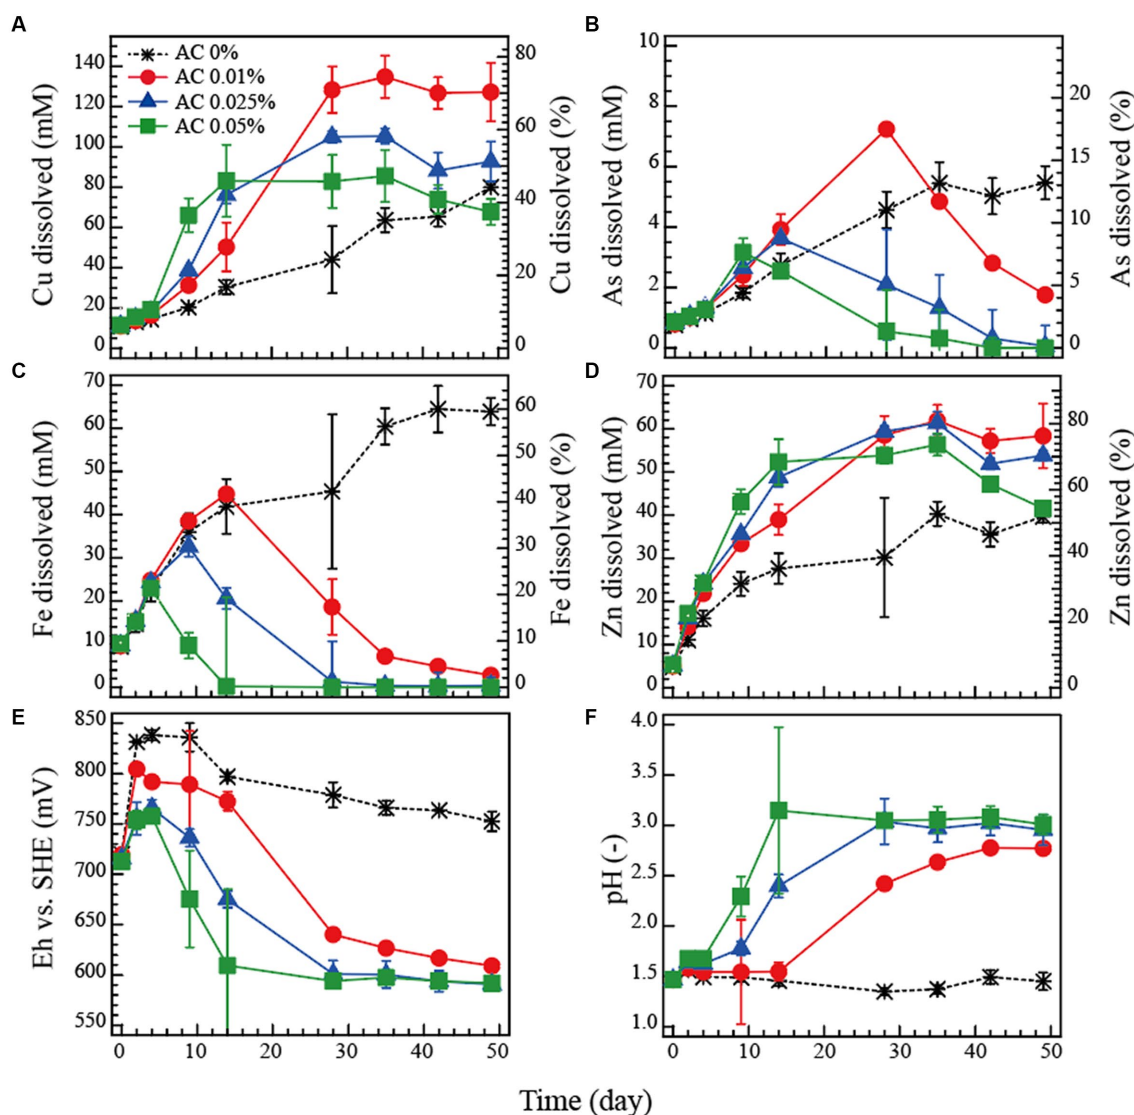 A
B
AC 0%
AC 0.01%
AC 0.025%
AC 0.05%
Cu dissolved (mM)
140
120
100
80
60
40
20
0
Cu dissolved (%)
80
60
40
20
0
As dissolved (mM)
10
8
6
4
2
0
As dissolved (%)
20
15
10
5
0
C
D
Fe dissolved (mM)
70
60
50
40
30
20
10
0
Fe dissolved (%)
60
50
40
30
20
10
0
Zn dissolved (mM)
70
60
50
40
30
20
10
0
Zn dissolved (%)
80
60
40
20
0
E
F
Eh vs. SHE (mV)
850
800
750
700
650
600
550
0 10 20 30 40 50
pH (-)
4.0
3.5
3.0
2.5
2.0
1.5
1.0
0 10 20 30 40 50
Time (day)